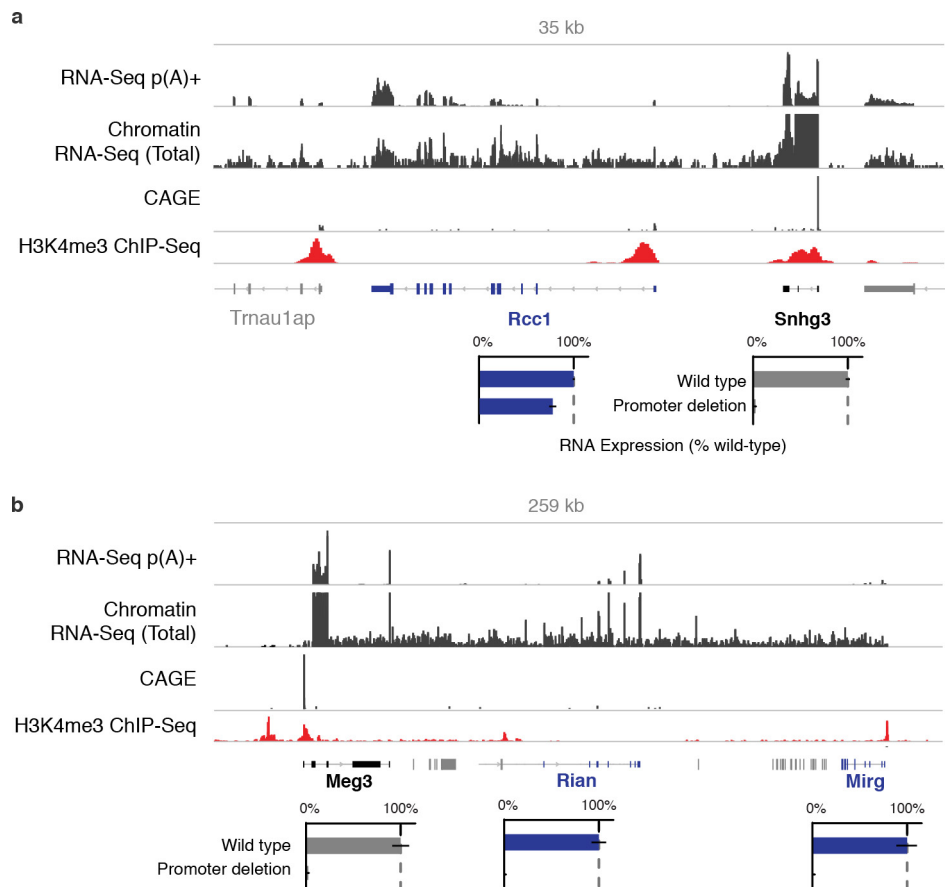 a
35 kb
RNA-Seq p(A)+
Chromatin
RNA-Seq (Total)
CAGE
H3K4me3 ChIP-Seq
Trnau1ap
Rcc1
Snhg3
0% 100%
0% 100%
Wild type
Promoter deletion
RNA Expression (% wild-type)
b
259 kb
RNA-Seq p(A)+
Chromatin
RNA-Seq (Total)
CAGE
H3K4me3 ChIP-Seq
Meg3
Rian
Mirg
0% 100%
0% 100%
0% 100%
Wild type
Promoter deletion